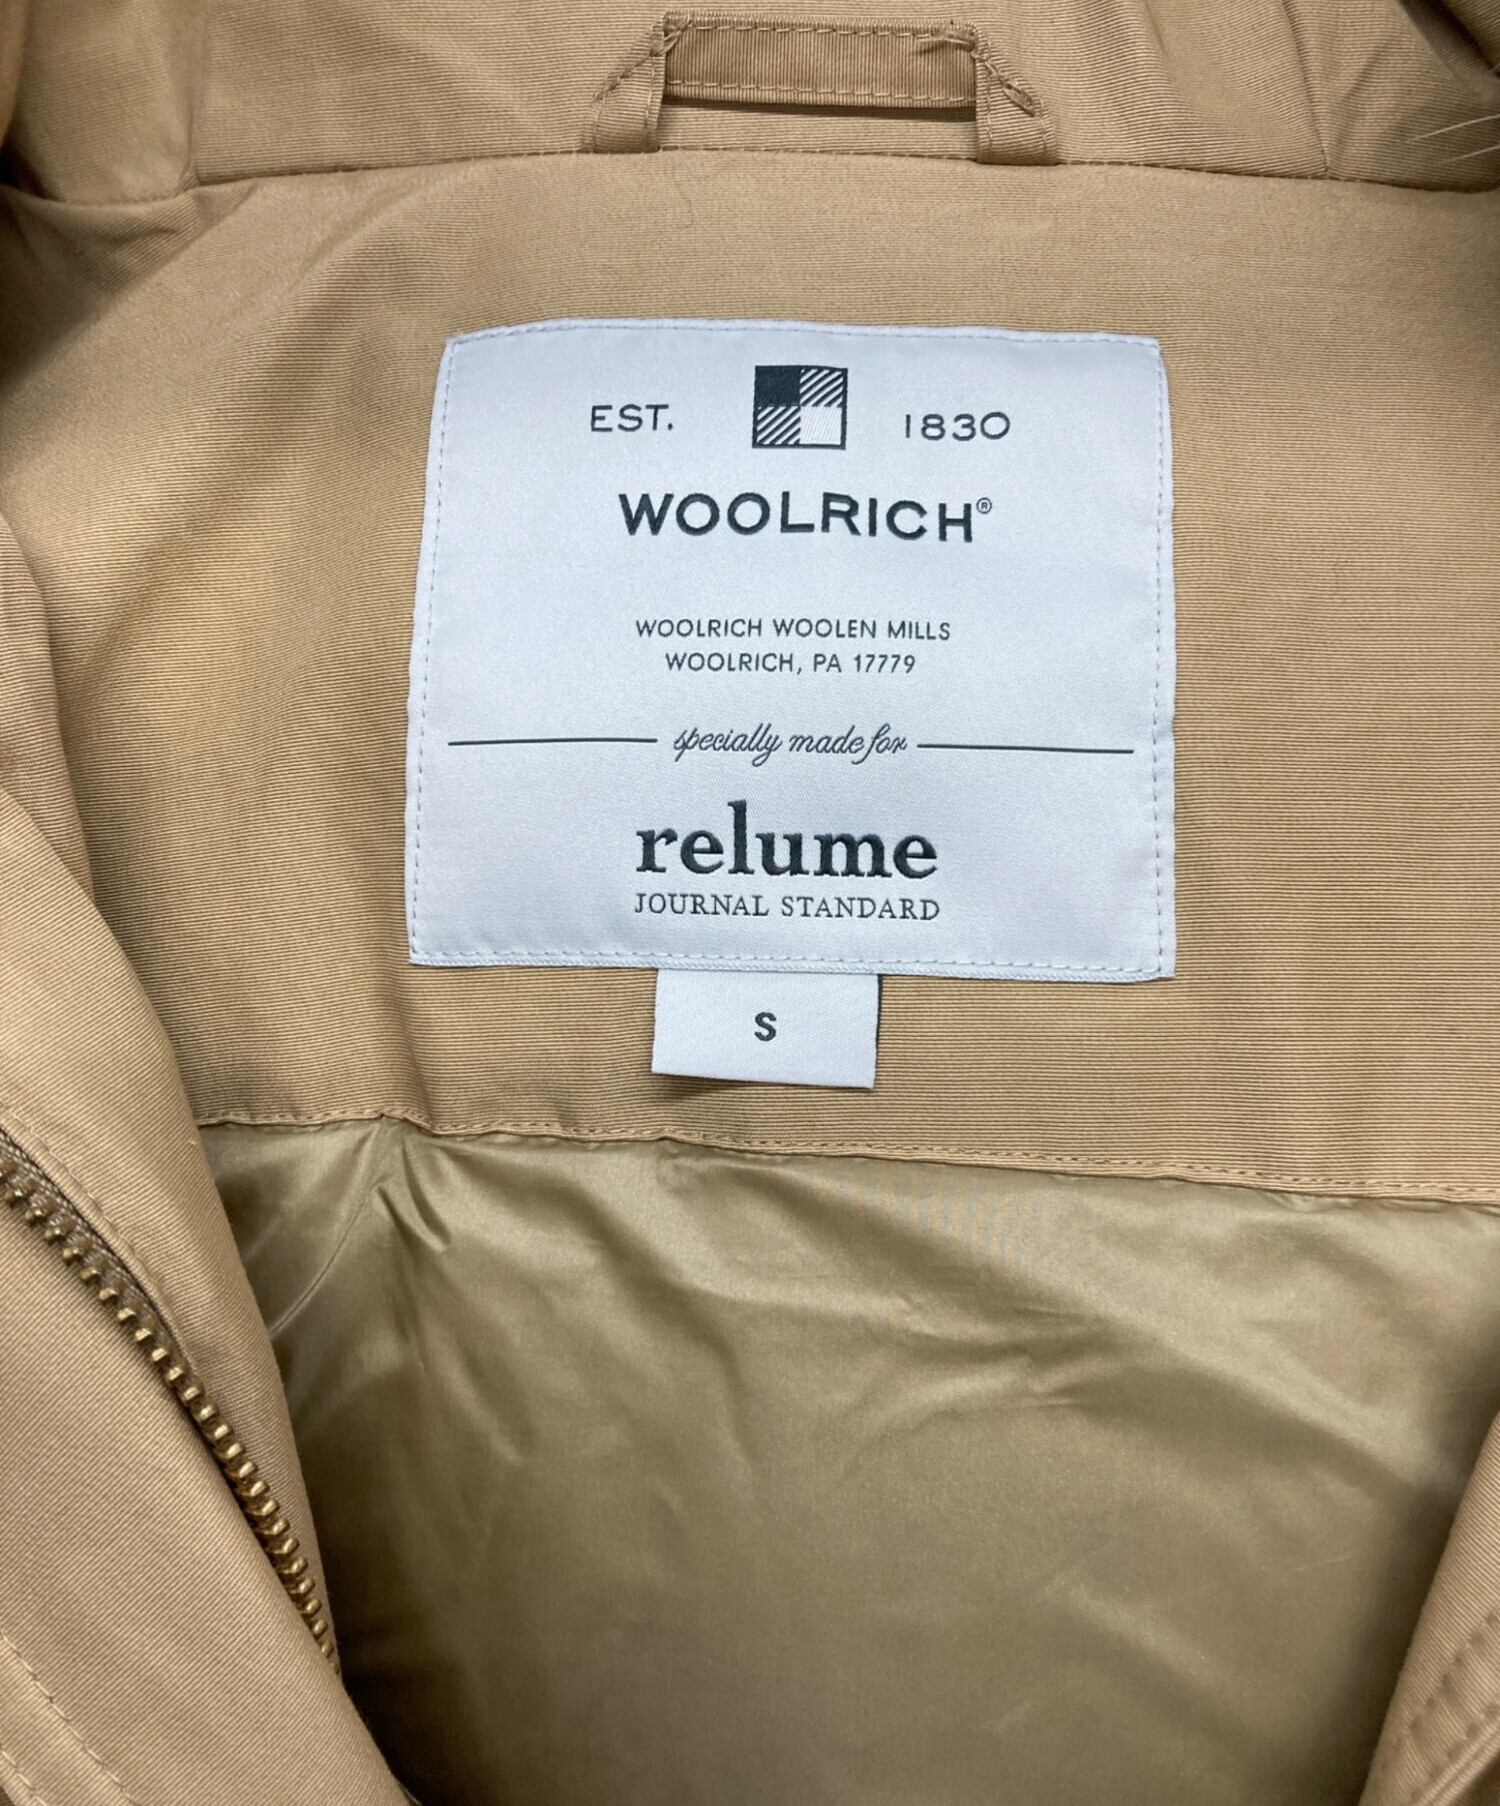 EST. 1830
WOOLRICH®
WOOLRICH WOOLEN MILLS
WOOLRICH, PA 17779
specially made for
relume
JOURNAL STANDARD
S